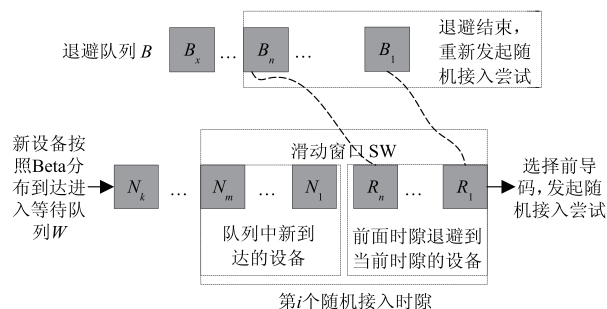 退避队列 B
B_x
…
B_n
…
B_1
退避结束，
重新发起随
机接入尝试
新设备按
照Beta分
布到达进
入等待队
列W
滑动窗口 SW
N_k
…
N_m
…
N_1
R_n
…
R_1
选择前导
码,发起随
机接入尝试
队列中新到
达的设备
前面时隙退避到
当前时隙的设备
第i个随机接入时隙